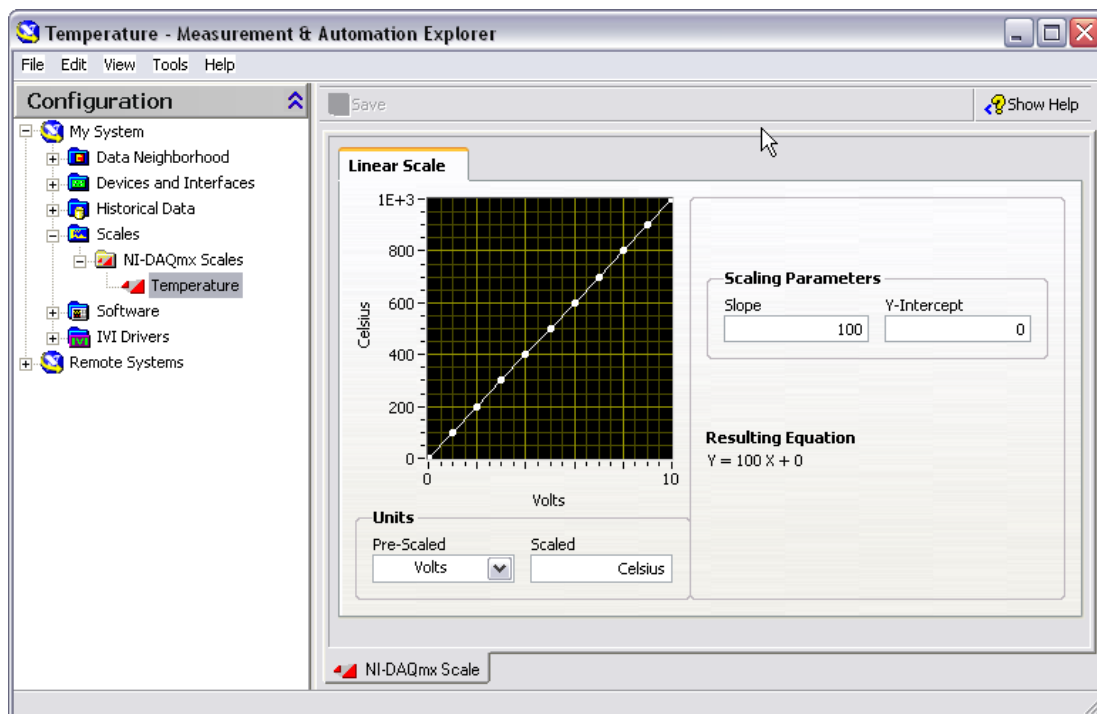 Temperature - Measurement & Automation Explorer
File Edit View Tools Help
Configuration
My System
Data Neighborhood
Devices and Interfaces
Historical Data
Scales
NI-DAQmx Scales
Temperature
Software
IVI Drivers
Remote Systems
Save
Show Help
Linear Scale
1E+3
800
600
400
200
0
Celsius
0 10
Volts
Units
Pre-Scaled Scaled
Volts Celsius
Scaling Parameters
Slope Y-Intercept
100 0
Resulting Equation
Y = 100 X + 0
NI-DAQmx Scale